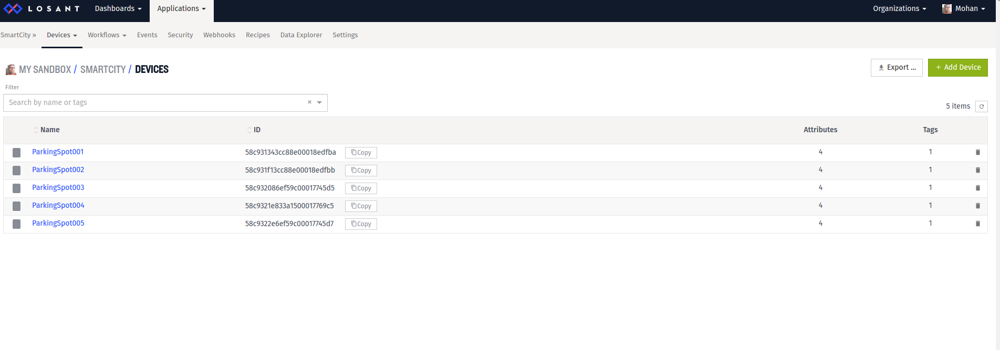 LOSANT Dashboards Applications Organizations Mohan
SmartCity » Devices Workflows Events Security Webhooks Recipes Data Explorer Settings
MY SANDBOX / SMARTCITY / DEVICES
Export ... + Add Device
Filter
Search by name or tags ×
5 items
Name ID Attributes Tags
ParkingSpot001 58c931343cc88e00018edfba Copy 4 1
ParkingSpot002 58c931f13cc88e00018edfbb Copy 4 1
ParkingSpot003 58c932086ef59c00017745d5 Copy 4 1
ParkingSpot004 58c9321e833a1500017769c5 Copy 4 1
ParkingSpot005 58c9322e6ef59c00017745d7 Copy 4 1